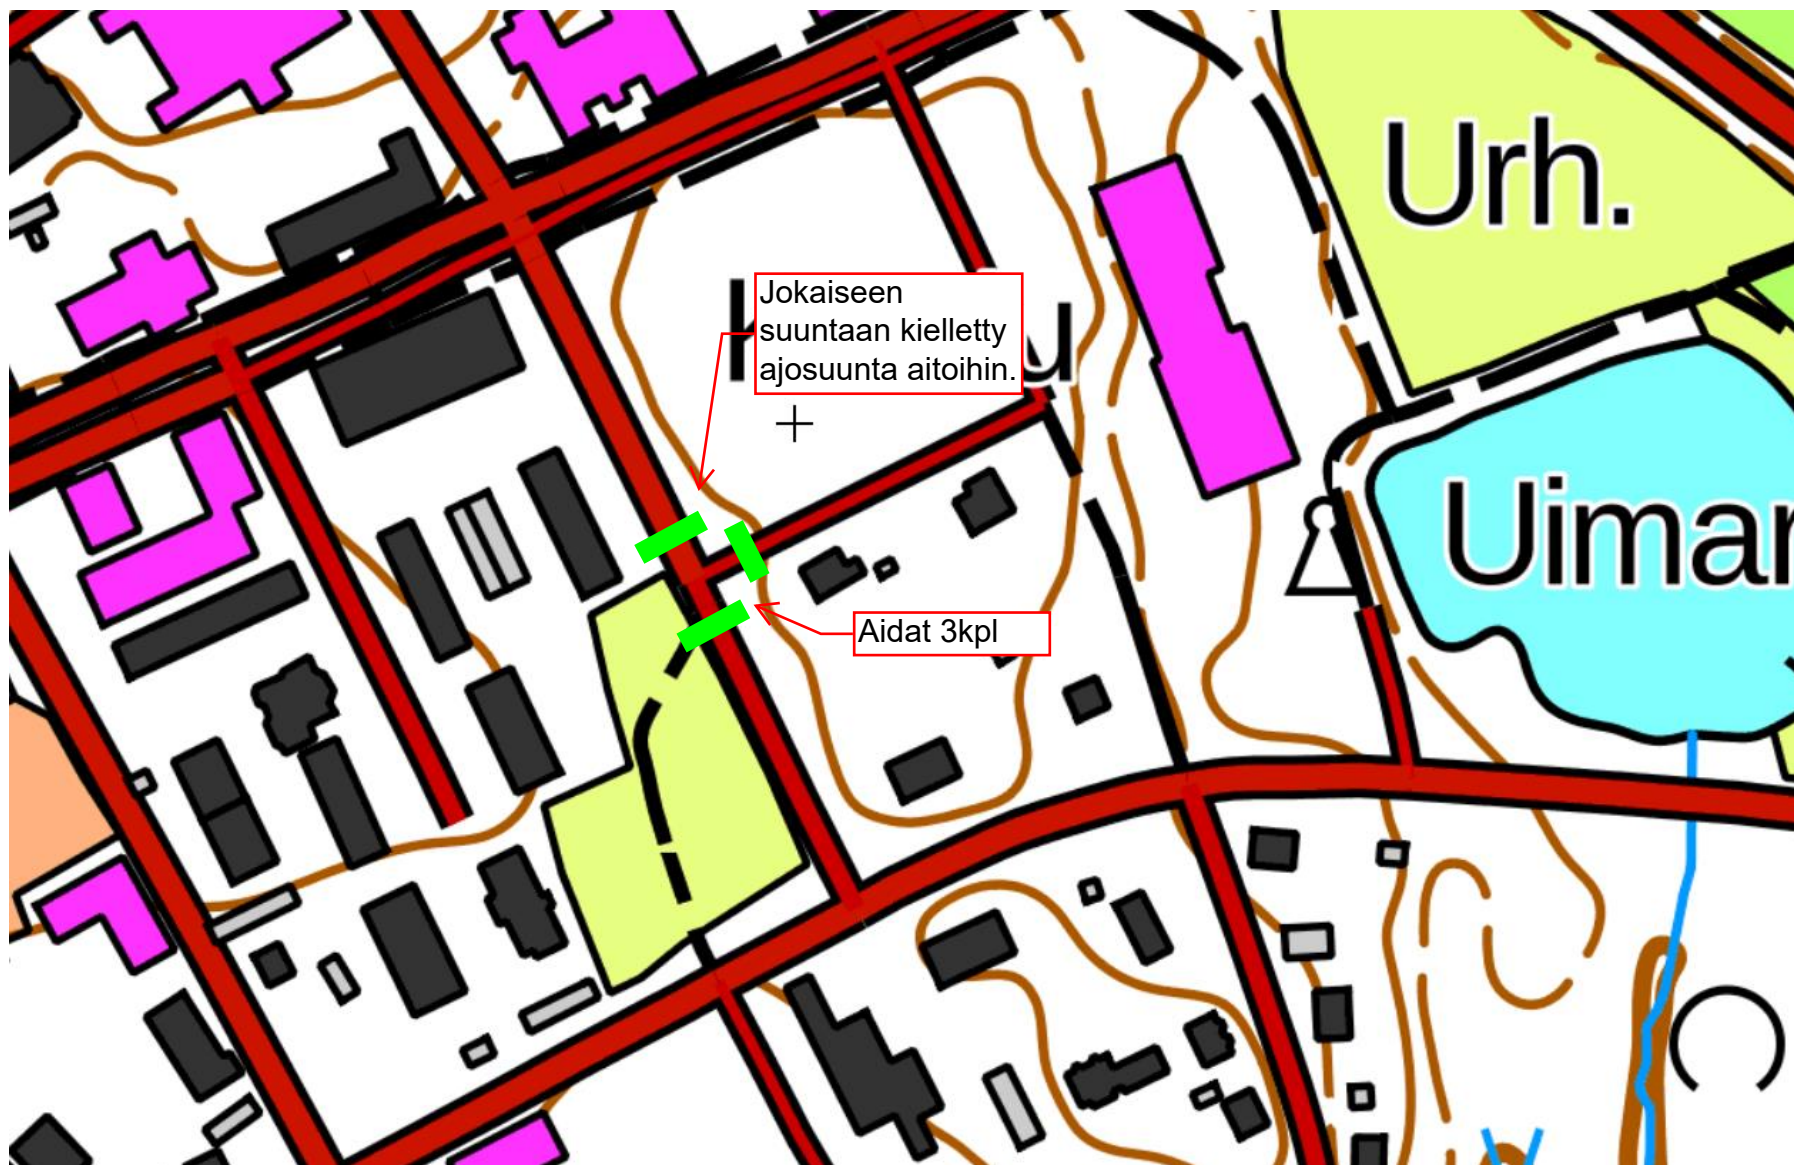 Urh.
Jokaiseen
suuntaan kielletty
ajosuunta aitoihin.
Uimar
Aidat 3kpl